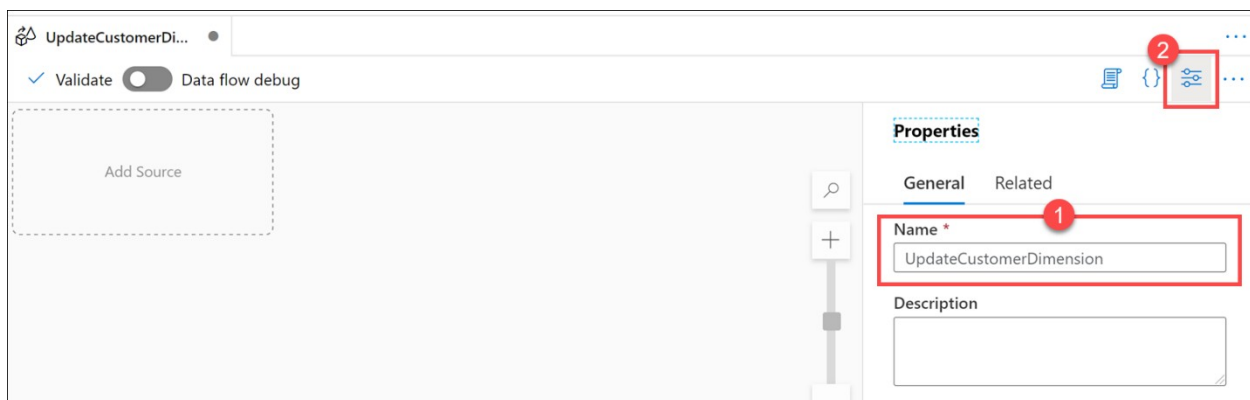 UpdateCustomerDi...
...
2
Validate
Data flow debug
{}
...
Add Source
Properties
General Related
1
Name *
UpdateCustomerDimension
Description